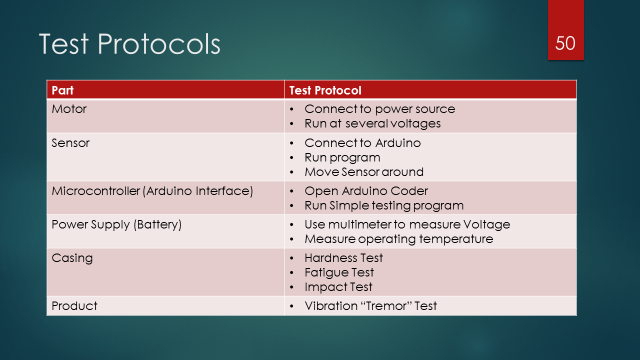 Test Protocols
50
Part
Test Protocol
Motor
• Connect to power source
• Run at several voltages
Sensor
• Connect to Arduino
• Run program
• Move Sensor around
Microcontroller (Arduino Interface)
• Open Arduino Coder
• Run Simple testing program
Power Supply (Battery)
• Use multimeter to measure Voltage
• Measure operating temperature
Casing
• Hardness Test
• Fatigue Test
• Impact Test
Product
• Vibration “Tremor” Test